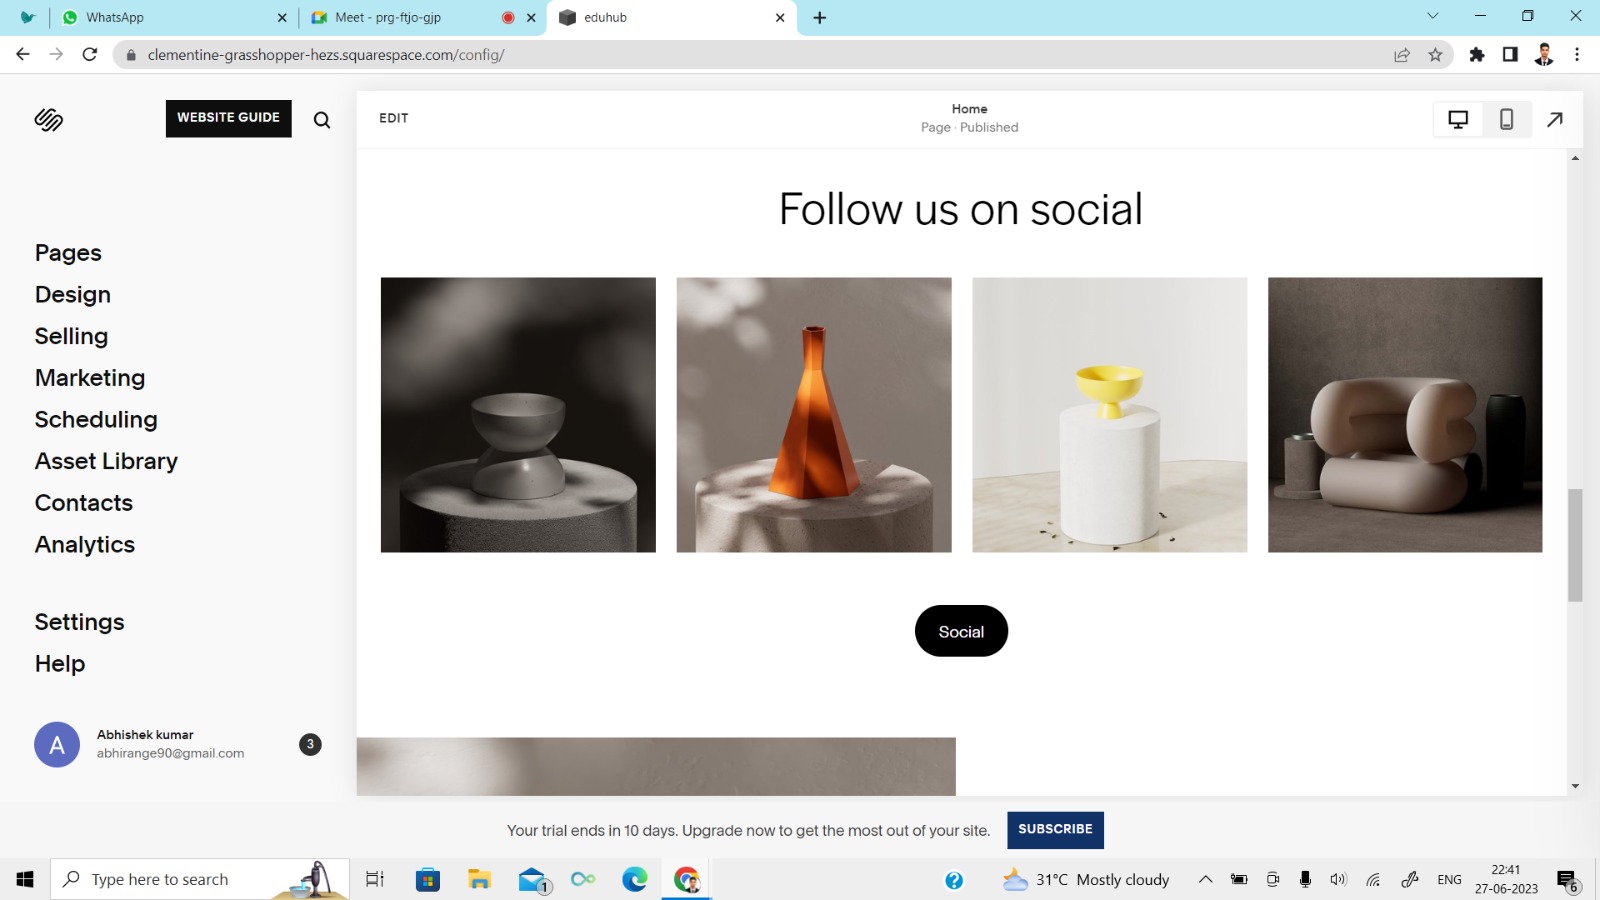 WhatsApp
Meet - prg-ftjo-gjp
eduhub
clementine-grasshopper-hezs.squarespace.com/config/
WEBSITE GUIDE
EDIT
Home
Page · Published
Follow us on social
Pages
Design
Selling
Marketing
Scheduling
Asset Library
Contacts
Analytics
Settings
Help
Social
A
Abhishek kumar
abhirange90@gmail.com
3
Your trial ends in 10 days. Upgrade now to get the most out of your site.
SUBSCRIBE
Type here to search
1
31°C Mostly cloudy
ENG
22:41
27-06-2023
6